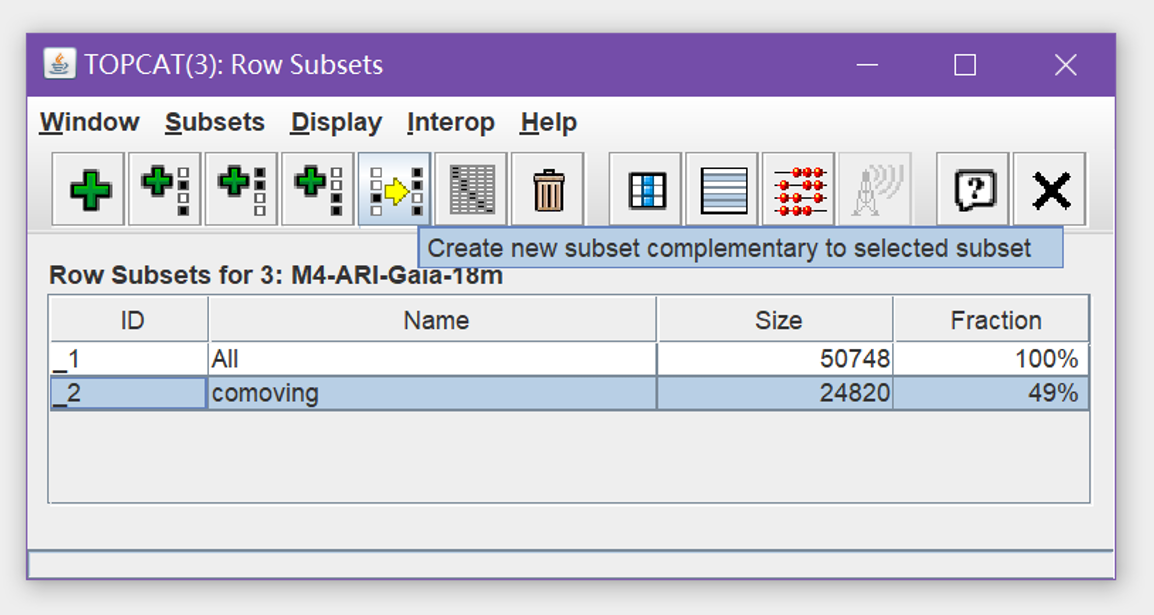 TOPCAT(3): Row Subsets
Window Subsets Display Interop Help
Create new subset complementary to selected subset
Row Subsets for 3: M4-ARI-Gaia-18m
ID Name Size Fraction
_1 All 50748 100%
_2 comoving 24820 49%